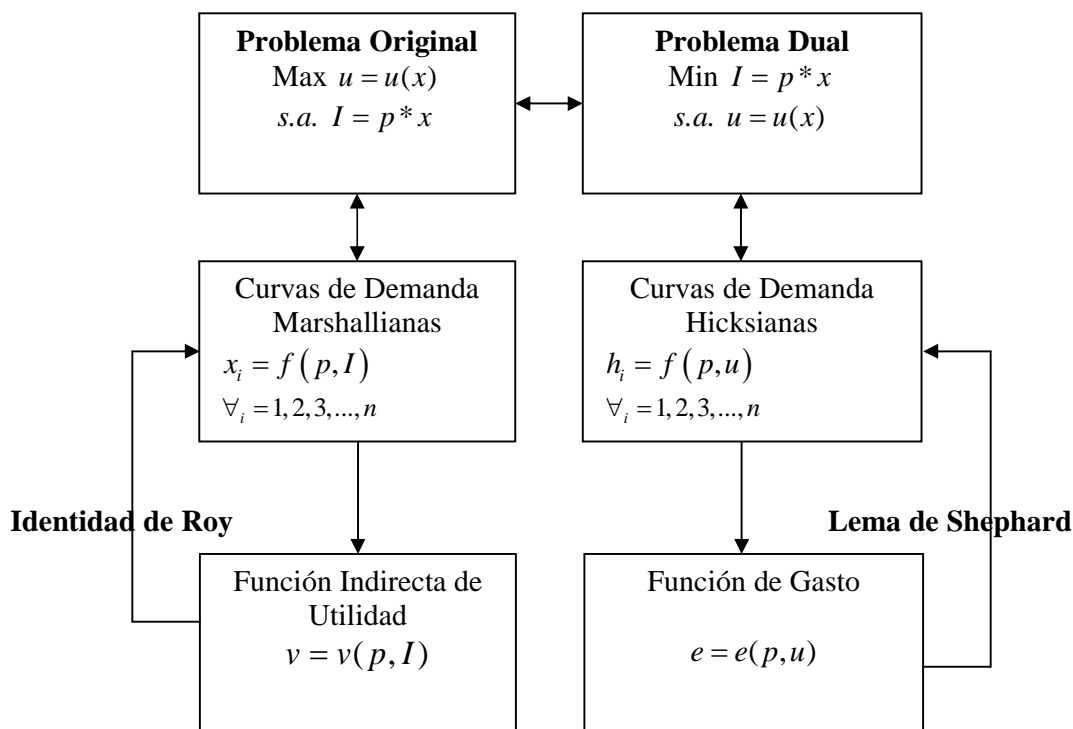 Problema Original
Max u = u(x)
s.a. I = p * x
Problema Dual
Min I = p * x
s.a. u = u(x)
Curvas de Demanda
Marshallianas
x_i = f(p, I)
∀_i = 1, 2, 3, ..., n
Curvas de Demanda
Hicksianas
h_i = f(p, u)
∀_i = 1, 2, 3, ..., n
Identidad de Roy
Lema de Shephard
Función Indirecta de
Utilidad
v = v(p, I)
Función de Gasto
e = e(p, u)